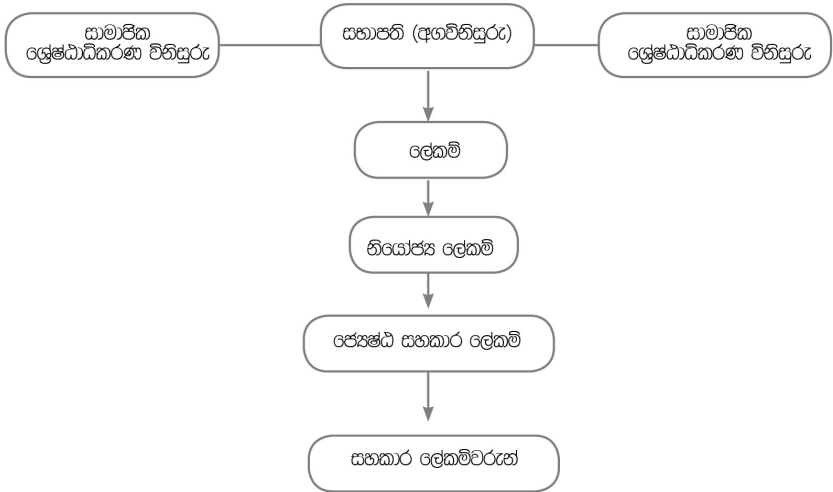 සාමාජික
ශ්‍රේෂ්ඨාධිකරණ විනිසුරු
සභාපති (අගවිනිසුරු)
සාමාජික
ශ්‍රේෂ්ඨාධිකරණ විනිසුරු
ලේකම්
නියෝජ්‍ය ලේකම්
ජ්‍යෙෂ්ඨ සහකාර ලේකම්
සහකාර ලේකම්වරුන්